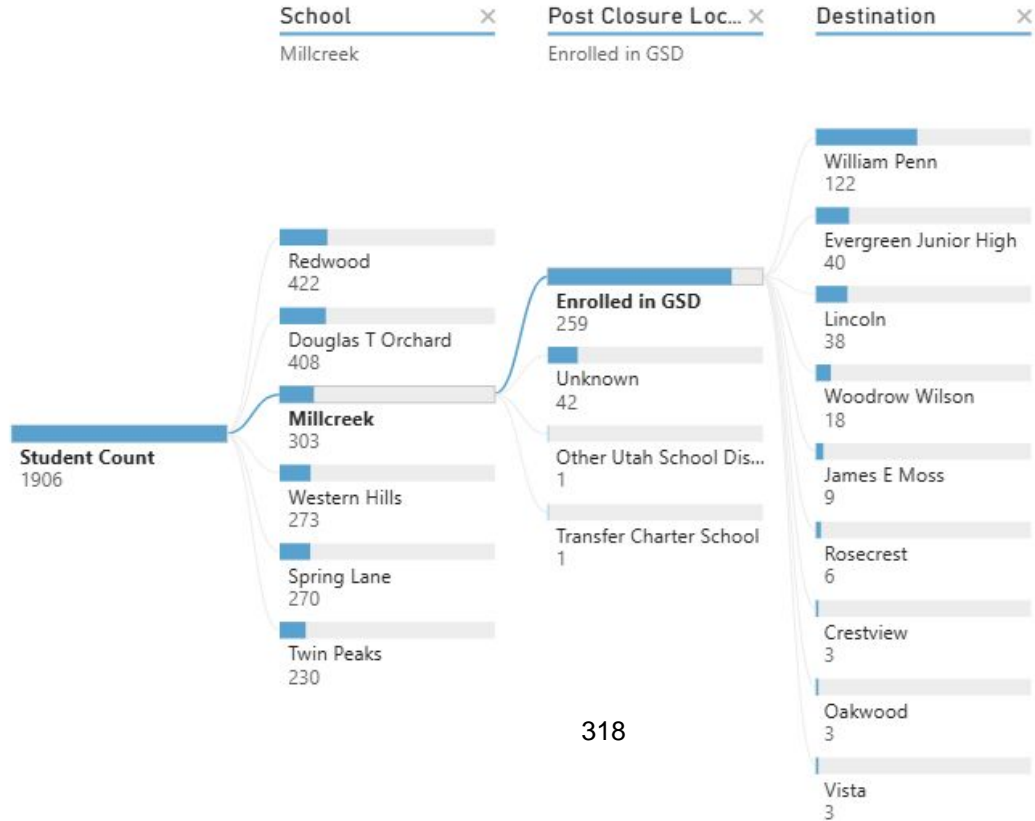 School ×
Millcreek
Post Closure Loc... ×
Enrolled in GSD
Destination ×
Student Count
1906
Redwood
422
Douglas T Orchard
408
Millcreek
303
Western Hills
273
Spring Lane
270
Twin Peaks
230
Enrolled in GSD
259
Unknown
42
Other Utah School Dis...
1
Transfer Charter School
1
William Penn
122
Evergreen Junior High
40
Lincoln
38
Woodrow Wilson
18
James E Moss
9
Rosecrest
6
Crestview
3
Oakwood
3
Vista
3
318